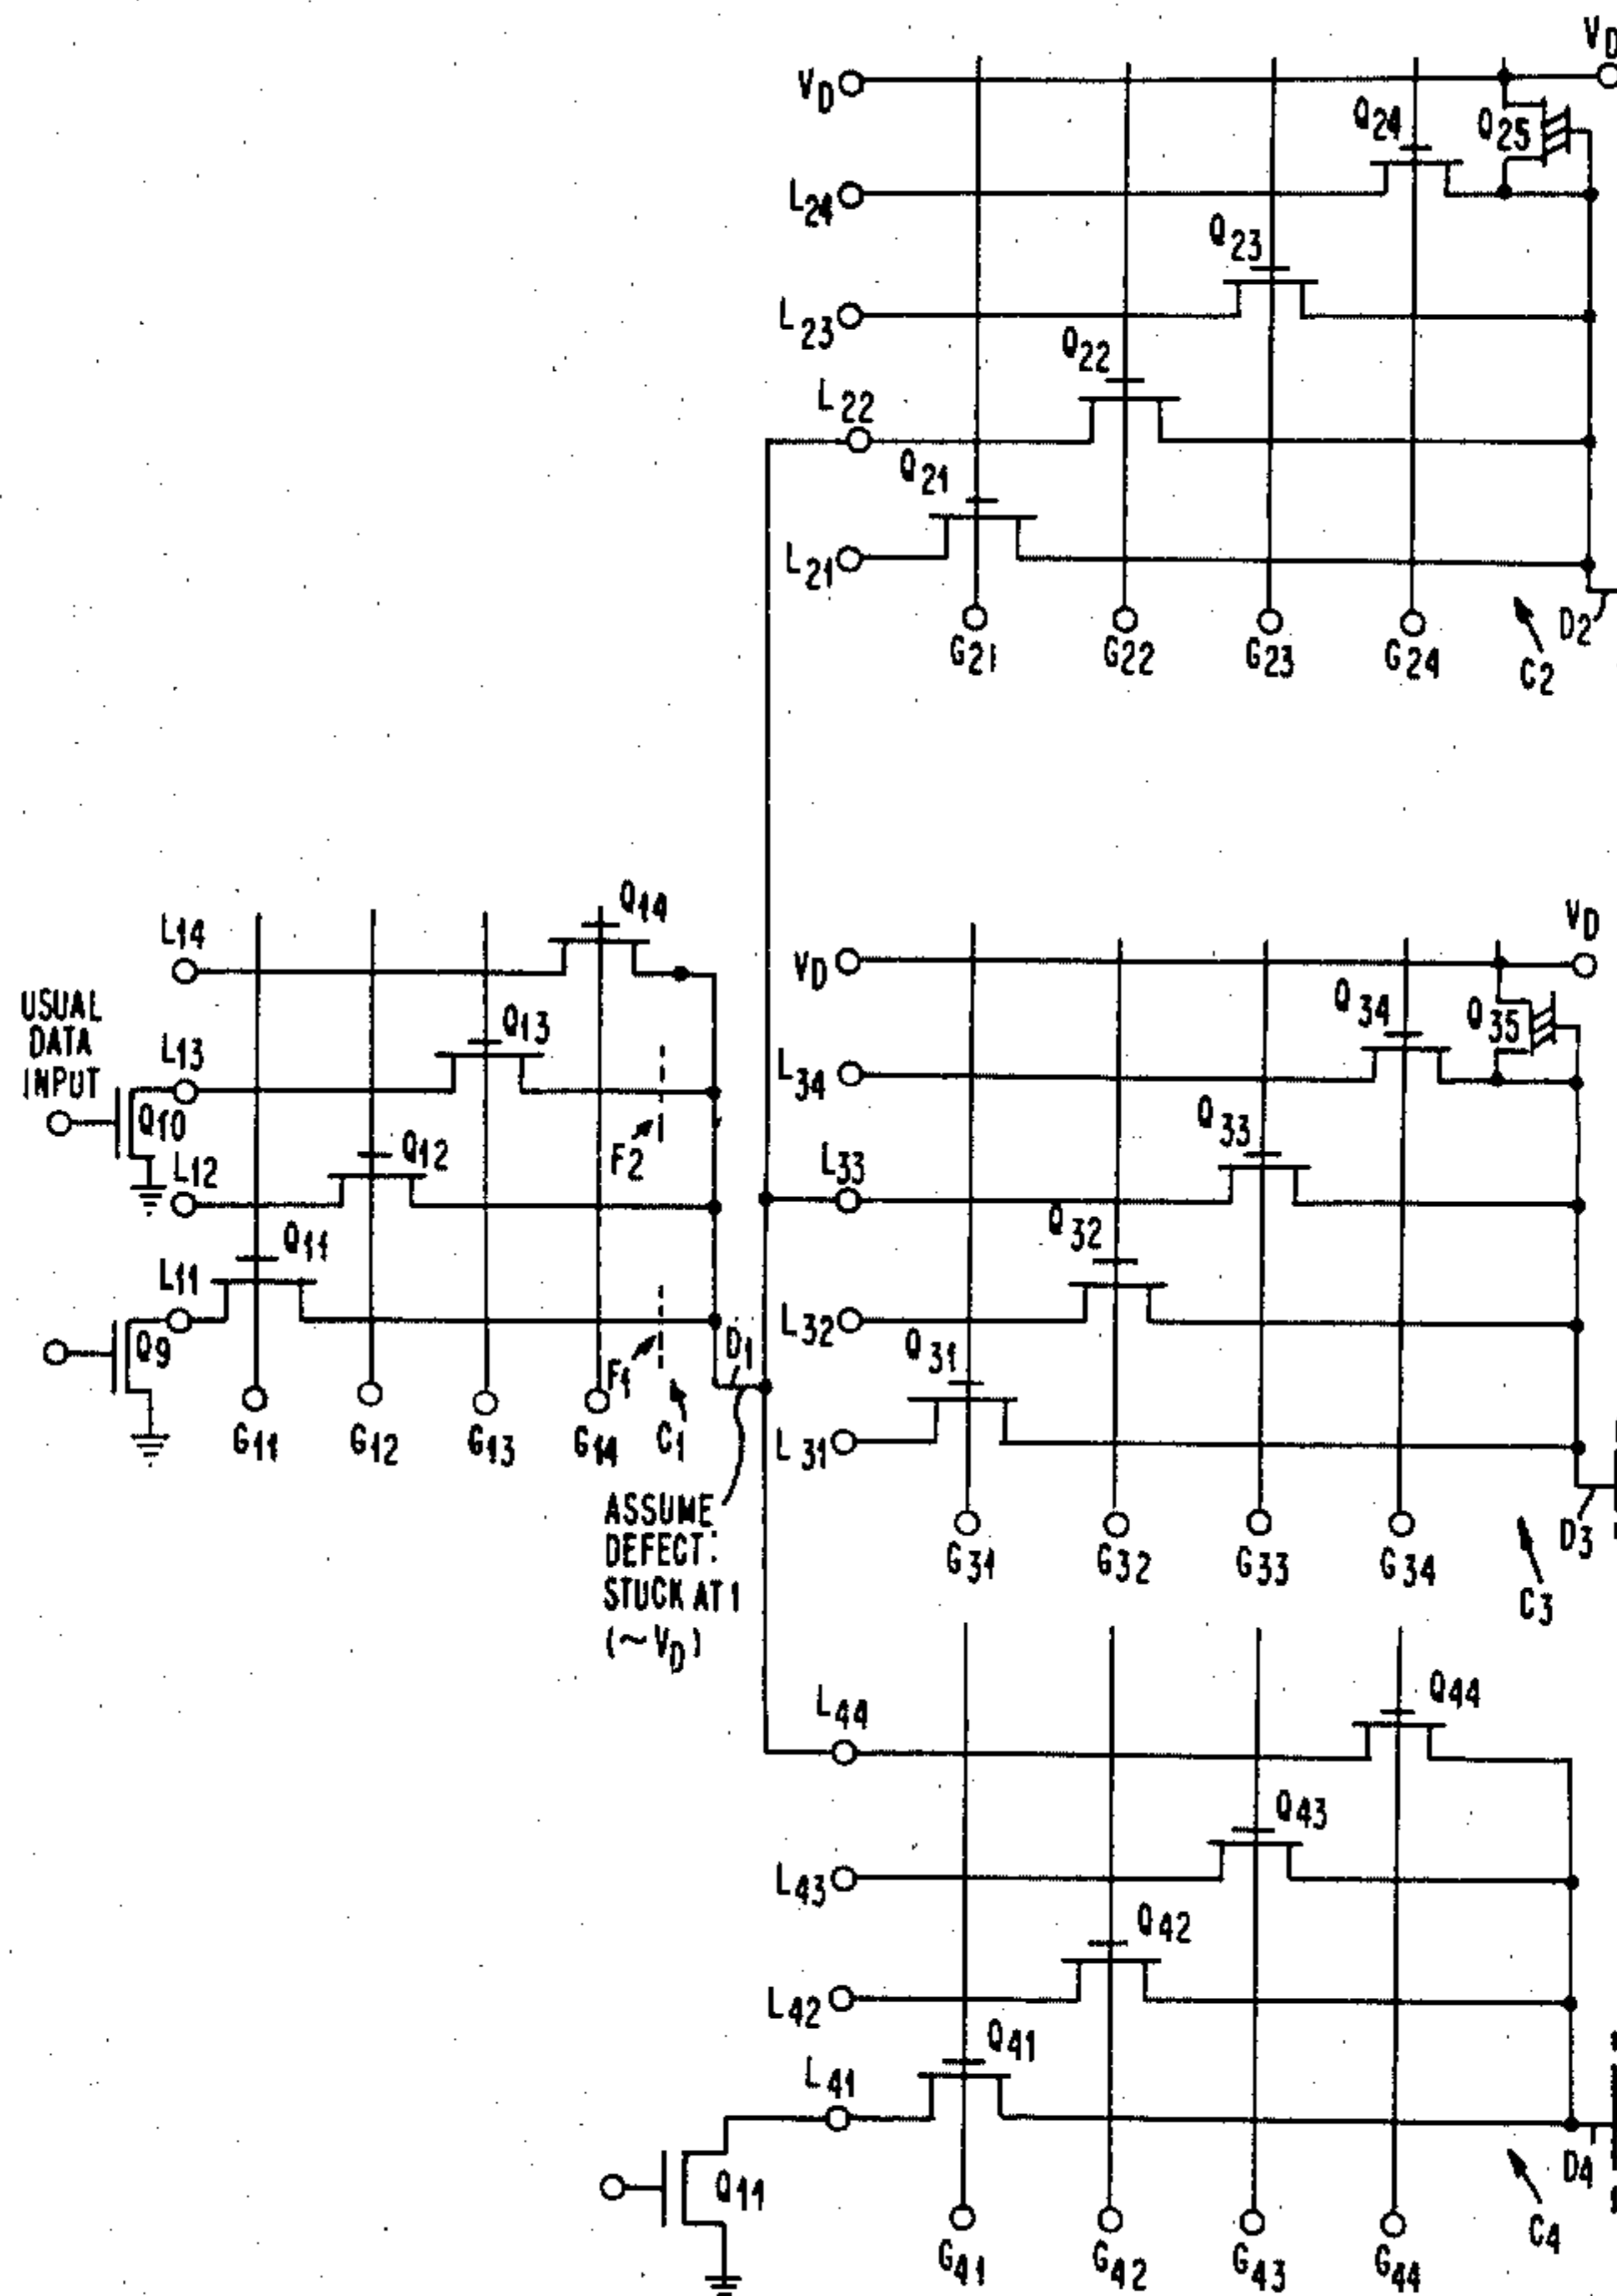 VD
VD
Q24
Q25
L24
Q23
L23
Q22
L22
Q21
L21
G21
G22
G23
G24
C2
D2
Q14
L14
USUAL
DATA
INPUT
L13
Q13
Q10
F2
L12
Q12
Q11
L11
Q9
F1
D1
G11
G12
G13
G14
C1
ASSUME
DEFECT:
STUCK AT 1
(~VD)
VD
VD
Q34
Q35
L34
Q33
L33
Q32
L32
Q31
L31
G31
G32
G33
G34
C3
D3
L44
Q44
L43
Q43
L42
Q42
L41
Q41
Q11
D4
G41
G42
G43
G44
C4